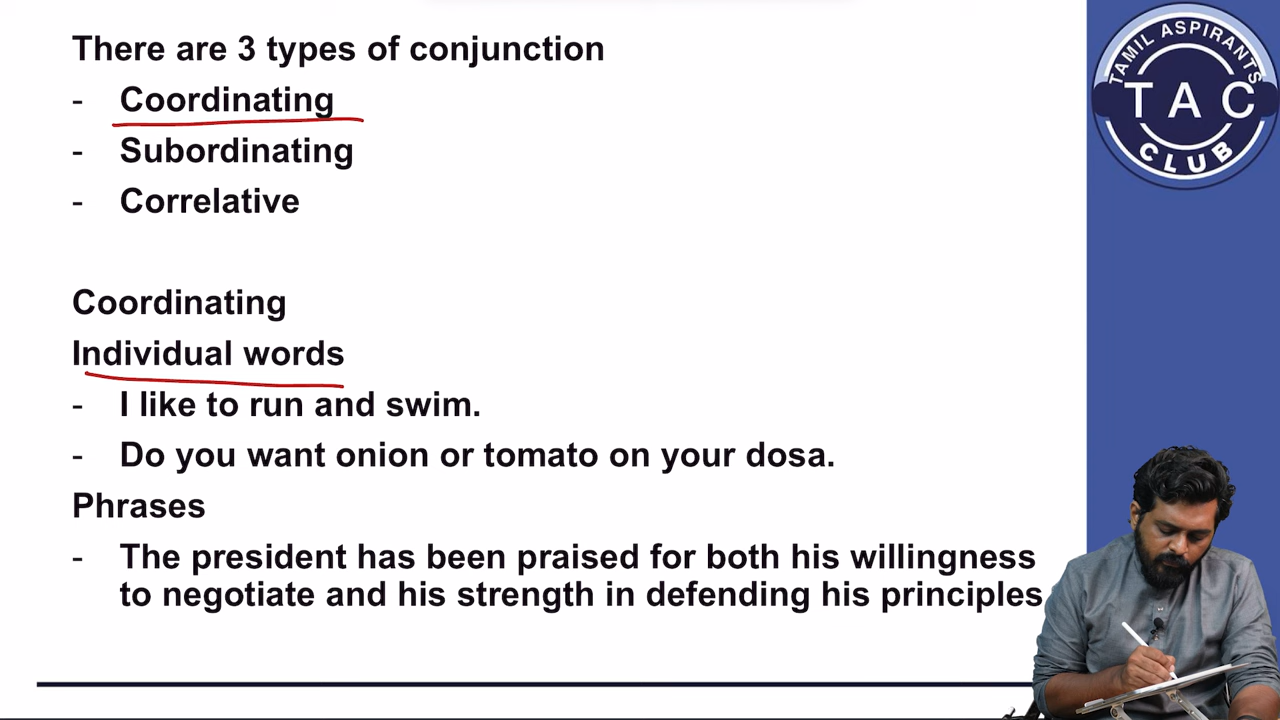 There are 3 types of conjunction
- Coordinating
- Subordinating
- Correlative
Coordinating
Individual words
- I like to run and swim.
- Do you want onion or tomato on your dosa.
Phrases
- The president has been praised for both his willingness
to negotiate and his strength in defending his principles
TAMIL ASPIRANTS
TAC
CLUB